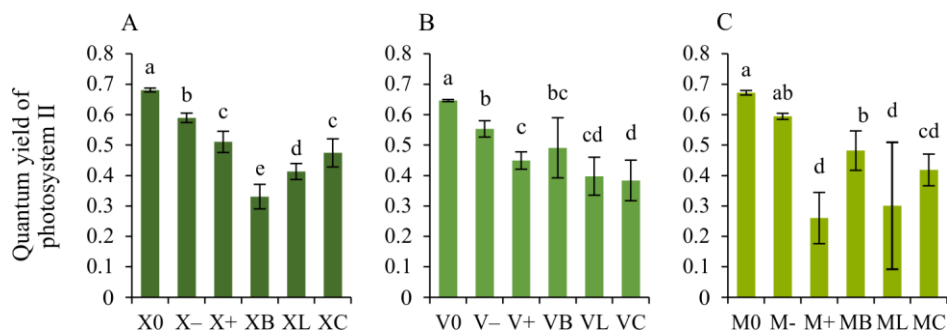 A
B
C
Quantum yield of
photosystem II
0.8
0.7
0.6
0.5
0.4
0.3
0.2
0.1
0
a
b
c
e
d
c
X0 X– X+ XB XL XC
0.8
0.7
0.6
0.5
0.4
0.3
0.2
0.1
0
a
b
c
bc
cd
d
V0 V– V+ VB VL VC
0.8
0.7
0.6
0.5
0.4
0.3
0.2
0.1
0
a
ab
d
b
d
cd
M0 M- M+ MB ML MC